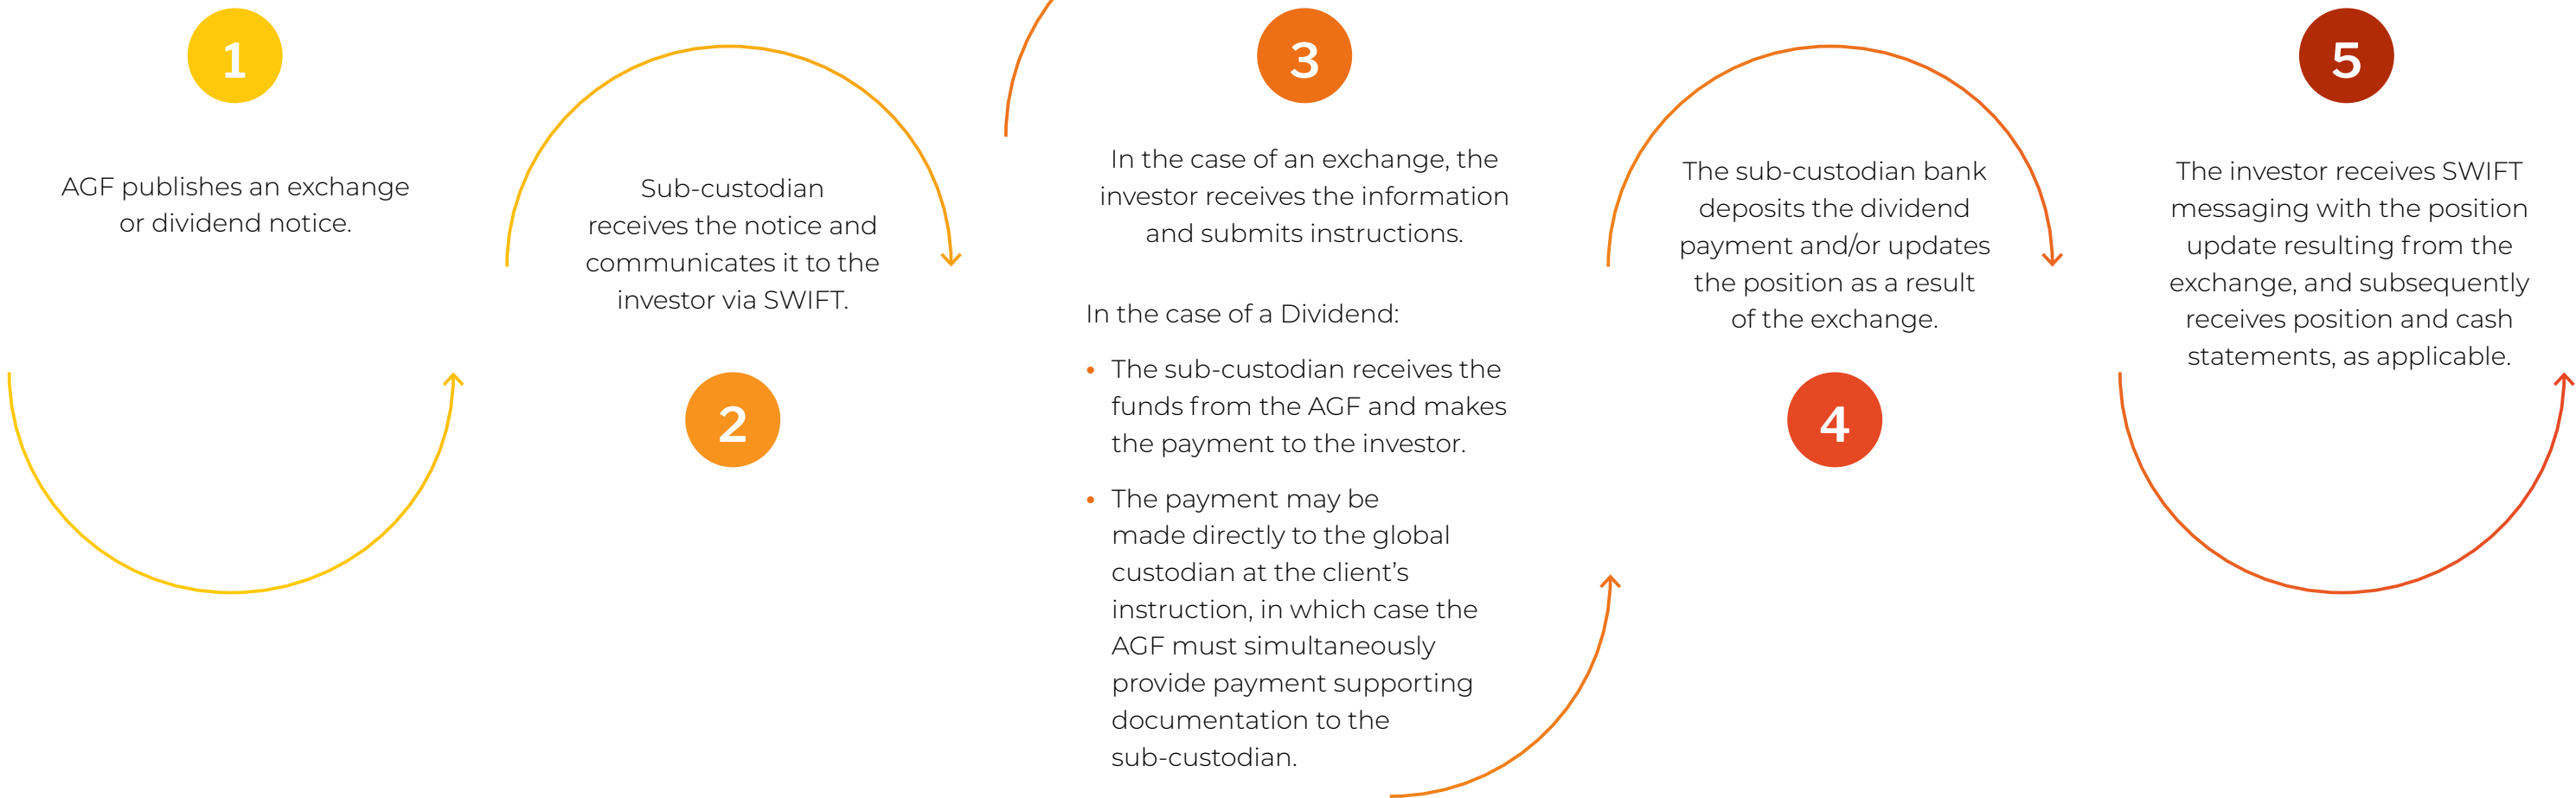 1
AGF publishes an exchange
or dividend notice.
Sub-custodian
receives the notice and
communicates it to the
investor via SWIFT.
2
3
In the case of an exchange, the
investor receives the information
and submits instructions.
In the case of a Dividend:
• The sub-custodian receives the
funds from the AGF and makes
the payment to the investor.
• The payment may be
made directly to the global
custodian at the client’s
instruction, in which case the
AGF must simultaneously
provide payment supporting
documentation to the
sub-custodian.
The sub-custodian bank
deposits the dividend
payment and/or updates
the position as a result
of the exchange.
4
5
The investor receives SWIFT
messaging with the position
update resulting from the
exchange, and subsequently
receives position and cash
statements, as applicable.